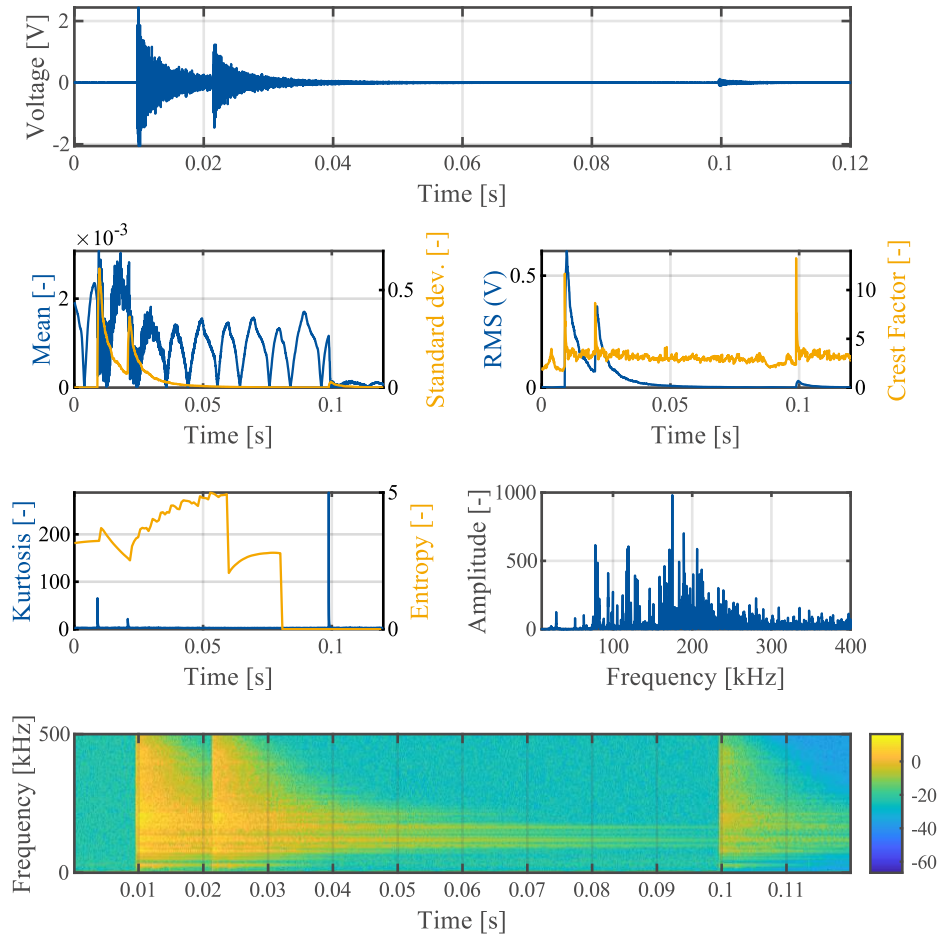 Voltage [V]
2
0
-2
0 0.02 0.04 0.06 0.08 0.1 0.12
Time [s]
×10-3
Mean [-]
2
0
0.5
0
Standard dev. [-]
0 0.05 0.1
Time [s]
RMS (V)
0.5
0
10
5
0
Crest Factor [-]
0 0.05 0.1
Time [s]
Kurtosis [-]
200
100
0
5
0
Entropy [-]
0 0.05 0.1
Time [s]
Amplitude [-]
1000
500
0
100 200 300 400
Frequency [kHz]
Frequency [kHz]
500
0
0.01 0.02 0.03 0.04 0.05 0.06 0.07 0.08 0.09 0.1 0.11
Time [s]
0
-20
-40
-60